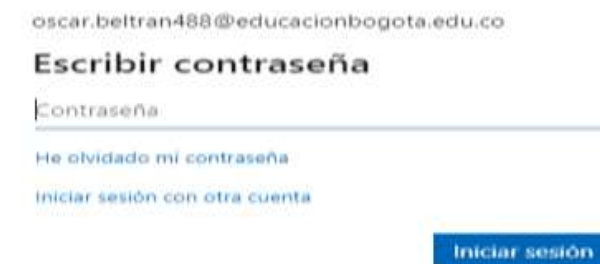 oscar.beltran488@educacionbogota.edu.co
Escribir contraseña
Contraseña
He olvidado mi contraseña
Iniciar sesión con otra cuenta
Iniciar sesión